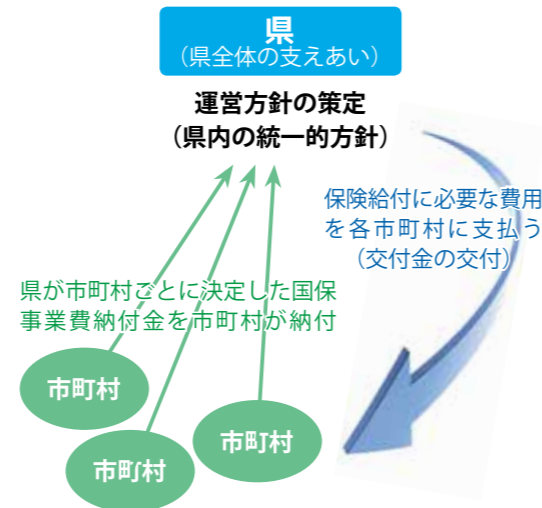 県
（県全体の支えあい）
運営方針の策定
（県内の統一的方針）
保険給付に必要な費用
を各市町村に支払う
（交付金の交付）
県が市町村ごとに決定した国保
事業費納付金を市町村が納付
市町村
市町村
市町村